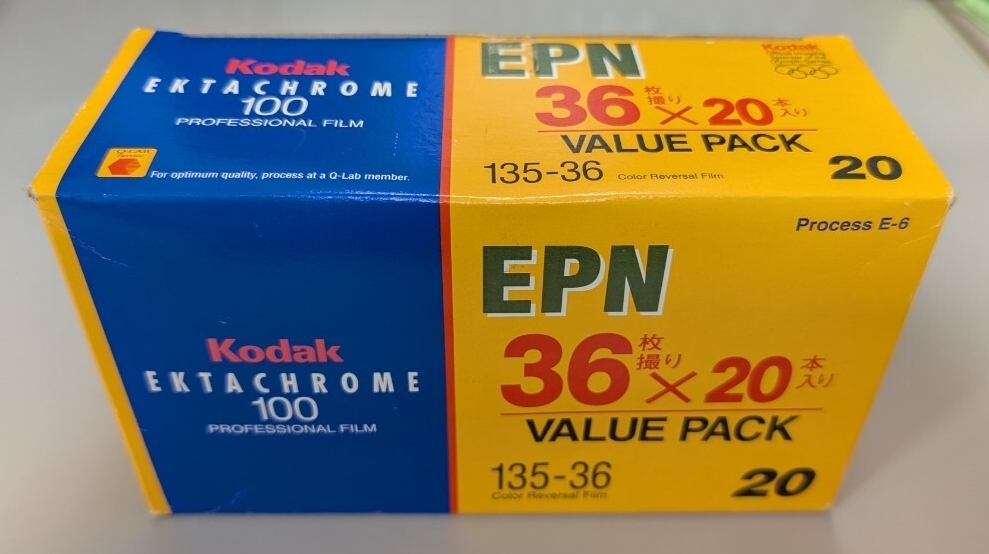 Kodak
EKTACHROME
100
PROFESSIONAL FILM
Q-LAB
For optimum quality, process at a Q-Lab member.
EPN
36枚撮り×20本入り
VALUE PACK
135-36 Color Reversal Film
20
Kodak
Process E-6
EPN
36枚撮り×20本入り
VALUE PACK
135-36
Color Reversal Film
20
Kodak
EKTACHROME
100
PROFESSIONAL FILM